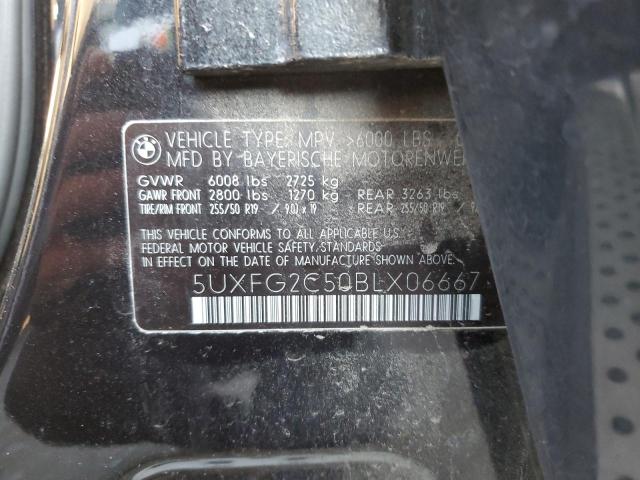 BMW
VEHICLE TYPE: MPV >6000 LBS
MFD BY BAYERISCHE MOTORENWE
GVWR 6008 lbs 2725 kg
GAWR FRONT 2800 lbs 1270 kg - REAR 3263 lbs
TIRE/RIM FRONT 255/50 R19 / 9.0J x 19 - REAR 255/50 R19 /
THIS VEHICLE CONFORMS TO ALL APPLICABLE
FEDERAL MOTOR VEHICLE SAFETY, STANDARDS
IN EFFECT ON THE DATE OF MANUFACTURE SHOWN ABOVE.
5UXFG2C50BLX06667